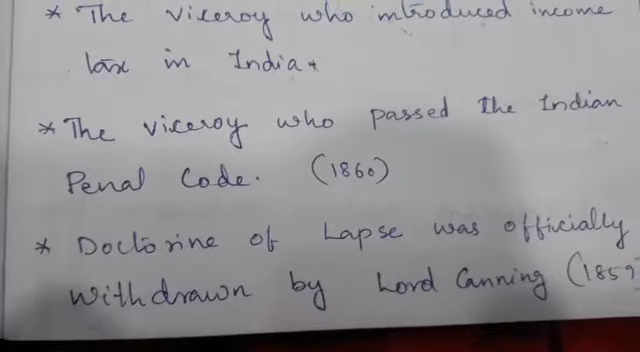 * The viceroy who introduced income
tax in India.
* The viceroy who passed the Indian
Penal Code. (1860)
* Doctorine of Lapse was officially
withdrawn by Lord Canning (1859